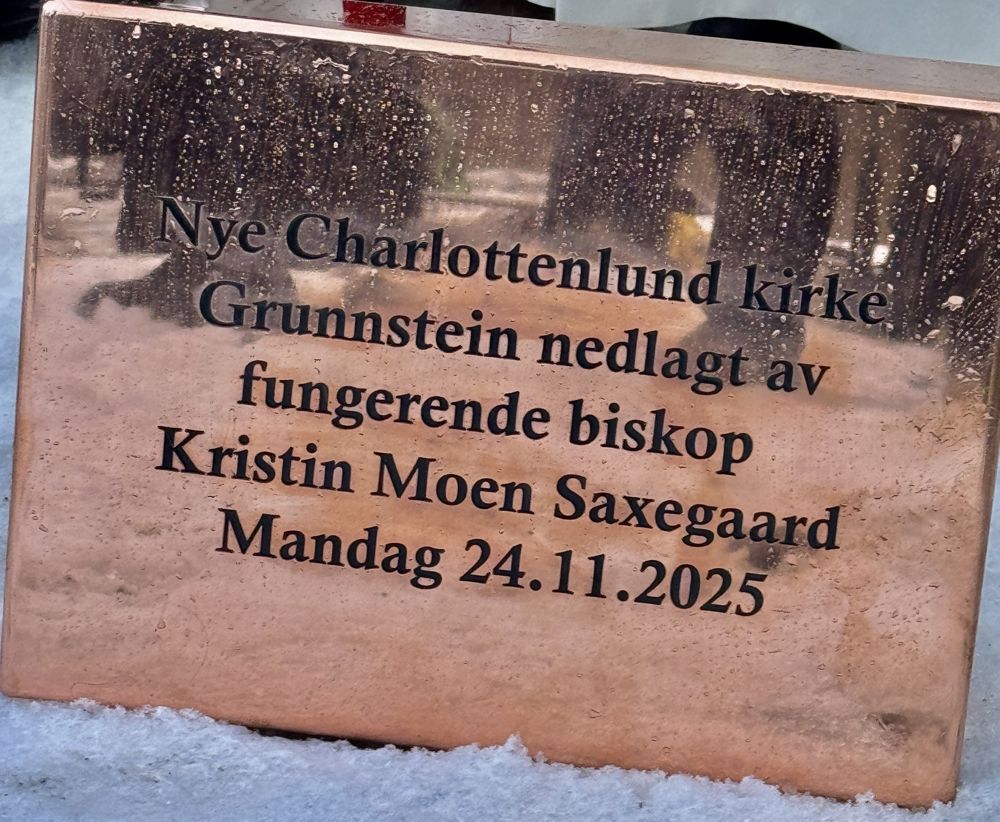 Nye Charlottenlund kirke
Grunnstein nedlagt av
fungerende biskop
Kristin Moen Saxegaard
Mandag 24.11.2025